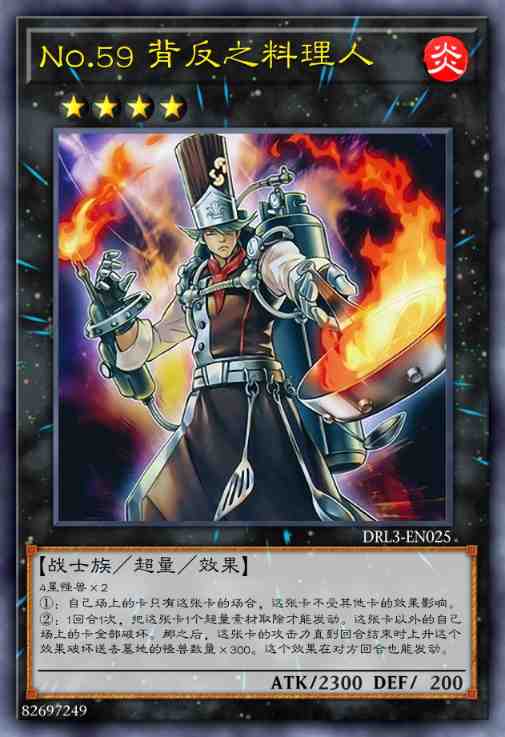 No.59 背反之料理人
炎
DRL3-EN025
【战士族／超量／效果】
4星怪兽×2
①：自己场上的卡只有这张卡的场合，这张卡不受其他卡的效果影响。
②：1回合1次，把这张卡1个超量素材取除才能发动。这张卡以外的自己
场上的卡全部破坏。那之后，这张卡的攻击力直到回合结束时上升这个
效果破坏送去墓地的怪兽数量×300。这个效果在对方回合也能发动。
ATK/2300 DEF/ 200
82697249